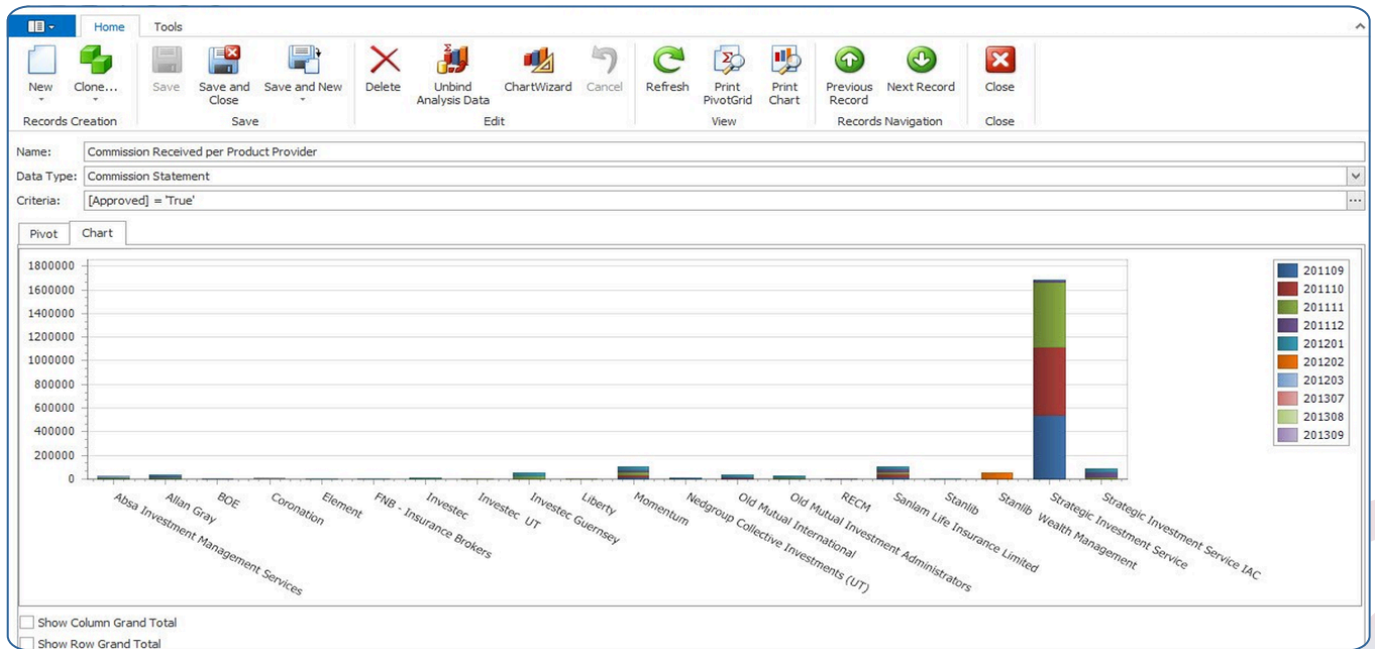 Home Tools
New Clone... Save Save and Close Save and New Delete Unbind Analysis Data ChartWizard Cancel Refresh Print PivotGrid Print Chart Previous Record Next Record Close
Records Creation Save Edit View Records Navigation Close
Name: Commission Received per Product Provider
Data Type: Commission Statement
Criteria: [Approved] = 'True' ...
Pivot Chart
1800000
1600000
1400000
1200000
1000000
800000
600000
400000
200000
0
Absa Investment Management Services
Allan Gray
BOE
Coronation
Element
FNB - Insurance Brokers
Investec
Investec UT
Investec Guernsey
Liberty
Momentum
Nedgroup Collective Investments (UT)
Old Mutual International
Old Mutual Investment Administrators
RECM
Sanlam Life Insurance Limited
Stanlib
Stanlib Wealth Management
Strategic Investment Service
Strategic Investment Service IAC
201109
201110
201111
201112
201201
201202
201203
201307
201308
201309
Show Column Grand Total
Show Row Grand Total